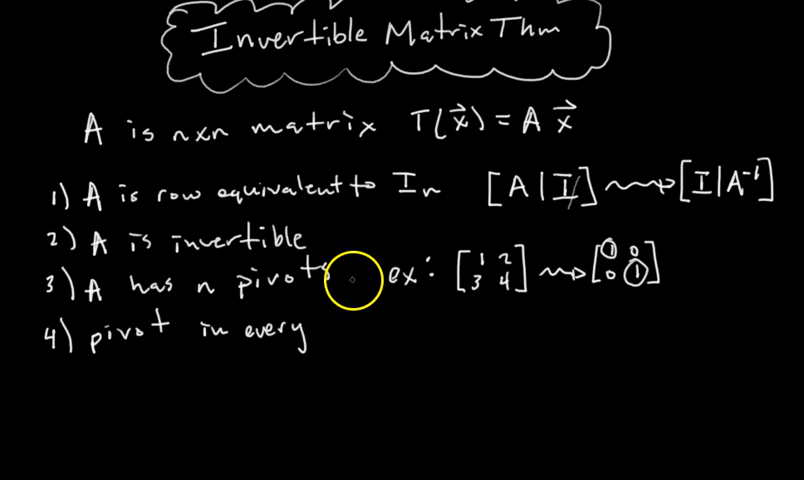 Invertible Matrix Thm
A is nxn matrix T(x⃗) = A x⃗
1) A is row equivalent to In [A | I] ⇝ [I | A⁻¹]
2) A is invertible
3) A has n pivots ex: [1 2 3 4] ⇝ [1 0 0 1]
4) pivot in every